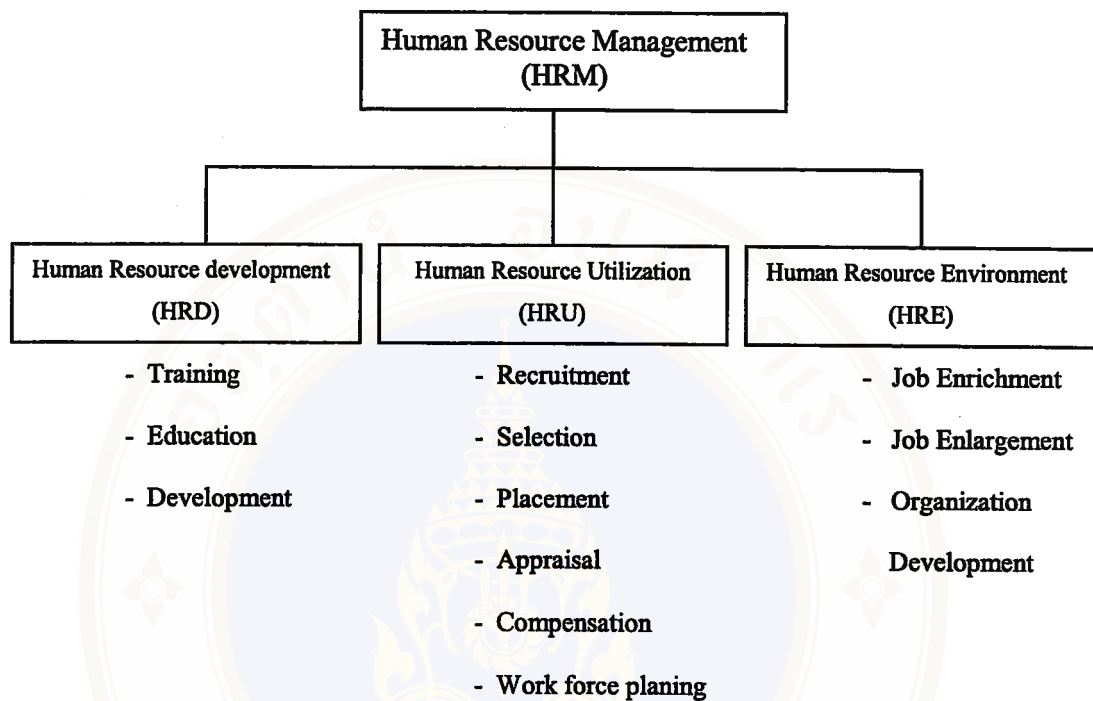 Human Resource Management
(HRM)
Human Resource development
(HRD)
- Training
- Education
- Development
Human Resource Utilization
(HRU)
- Recruitment
- Selection
- Placement
- Appraisal
- Compensation
- Work force planing
Human Resource Environment
(HRE)
- Job Enrichment
- Job Enlargement
- Organization
Development